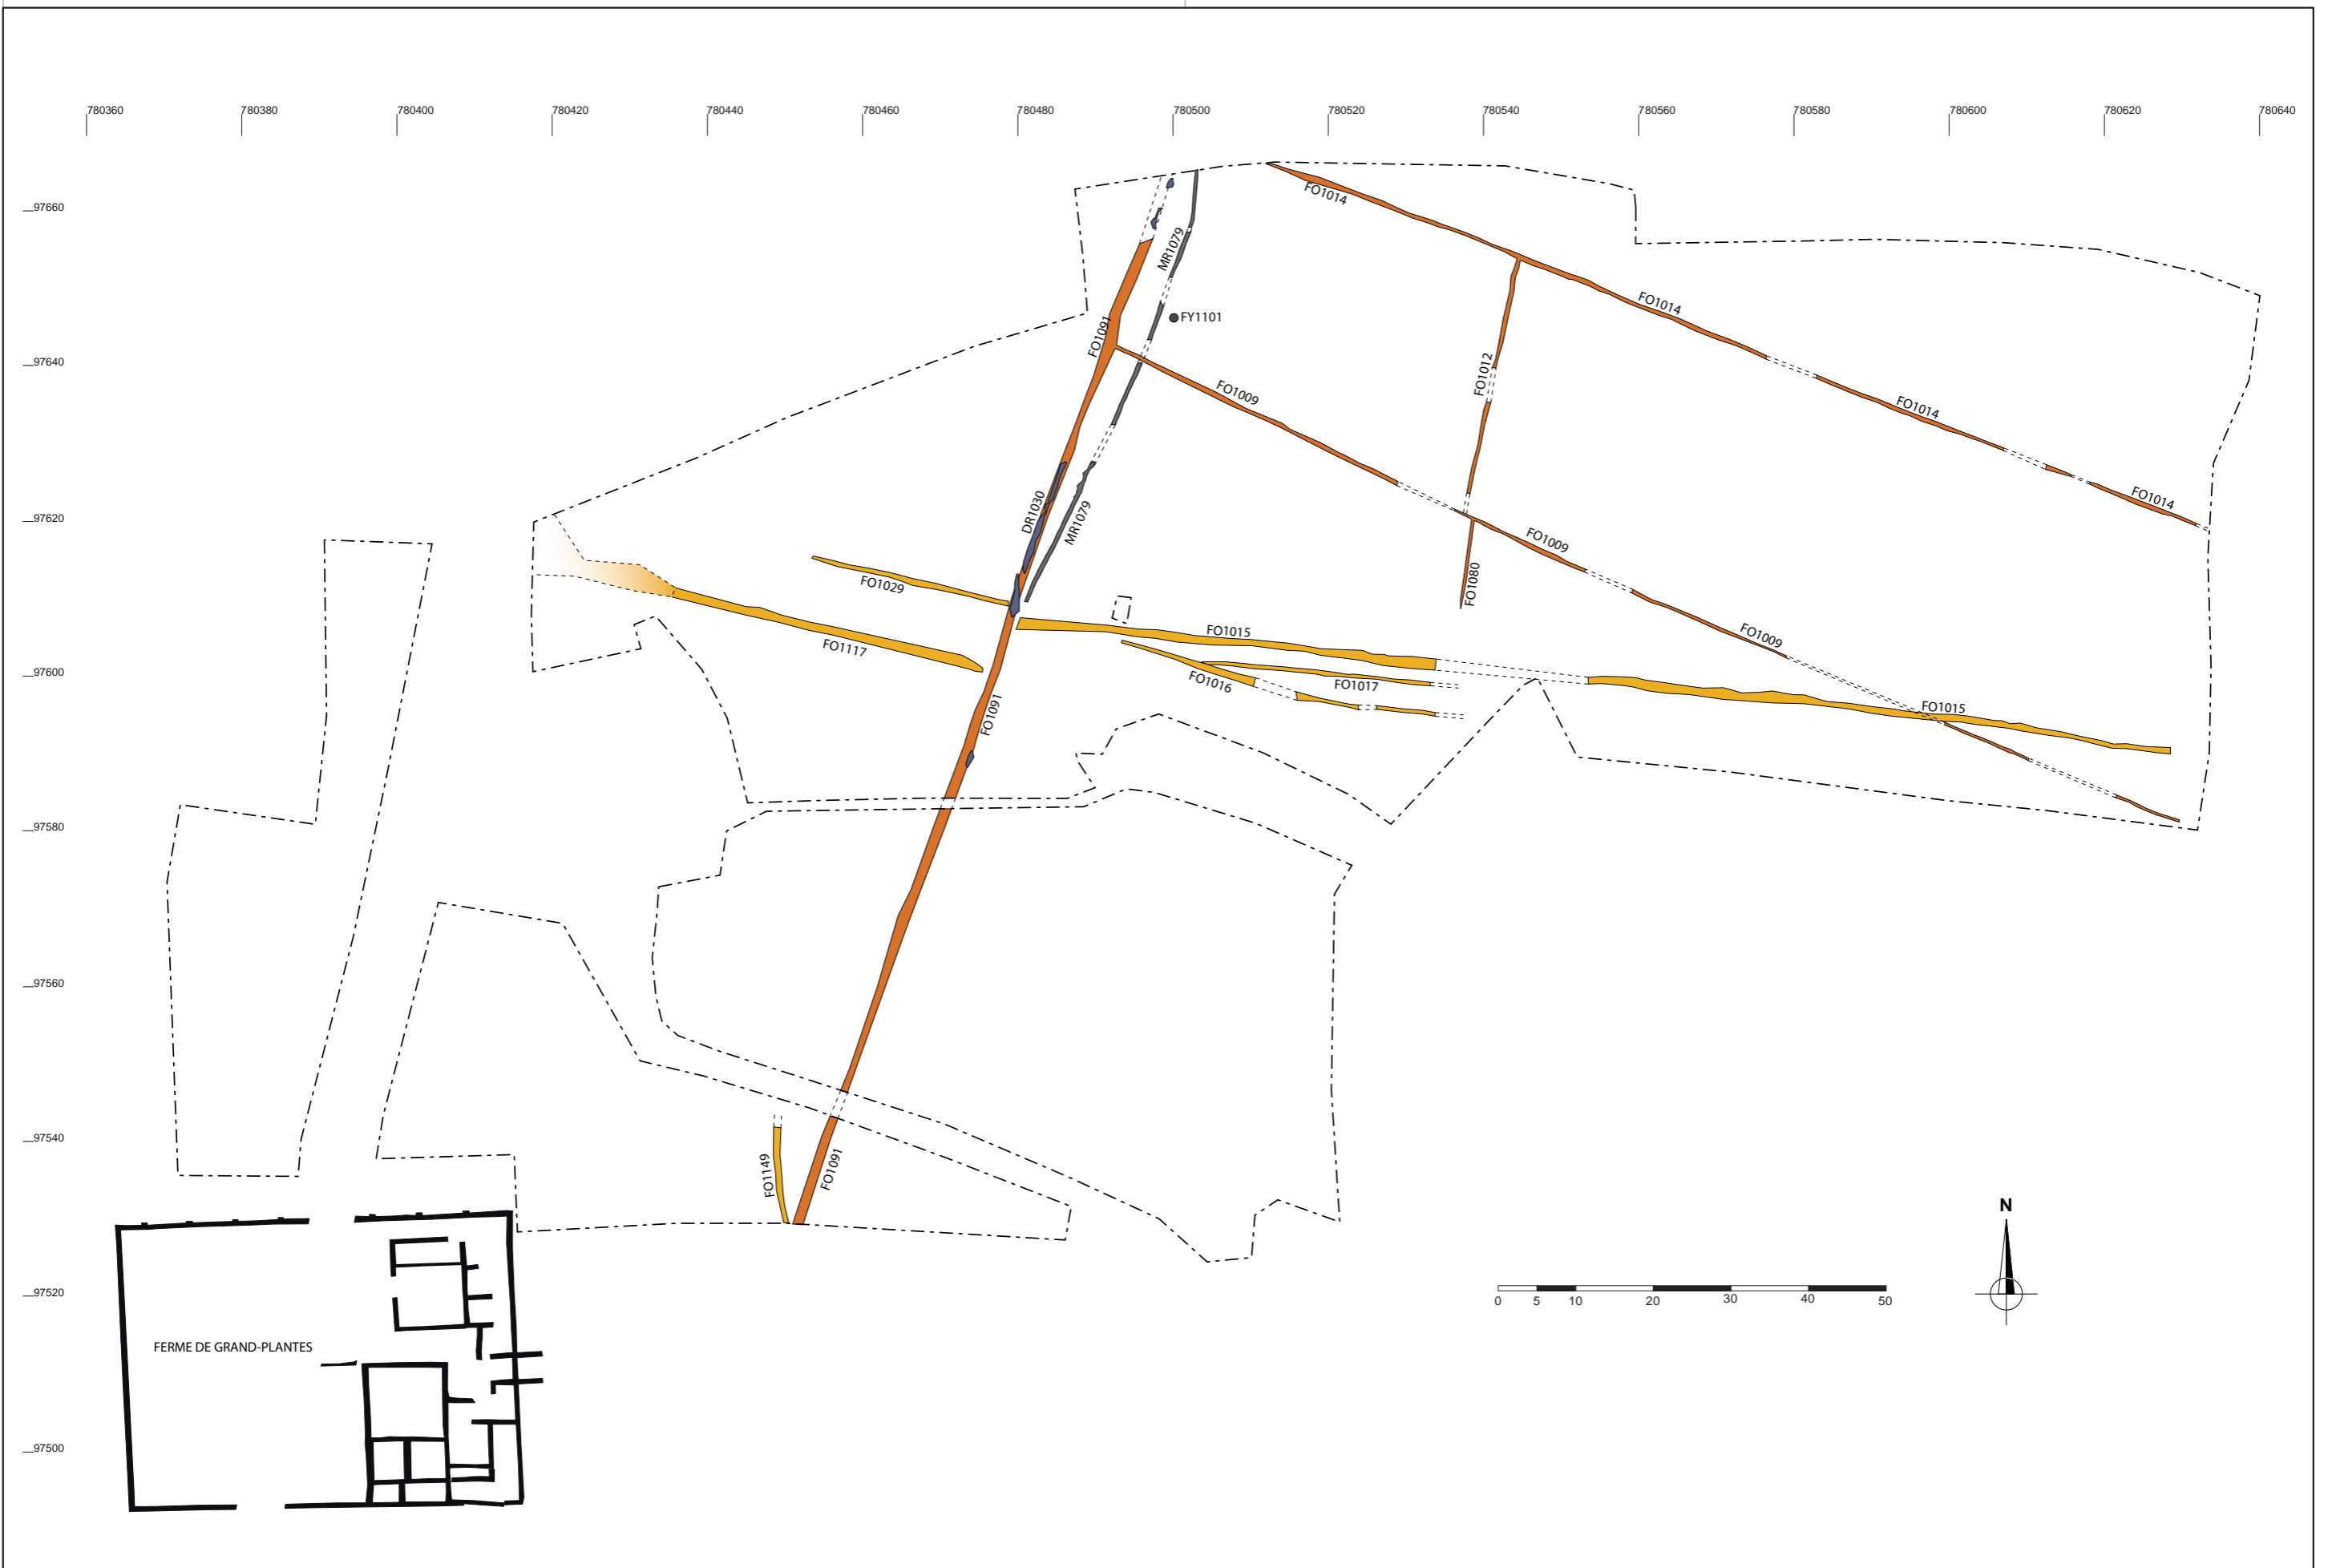 780360 780380 780400 780420 780440 780460 780480 780500 780520 780540 780560 780580 780600 780620 780640
97660
97640
97620
97600
97580
97560
97540
97520
97500
FO1014
MR1079
FO1014
FY1101
FO1091
FO1012
FO1009
FO1014
FO1014
DR1030
MR1079
FO1009
FO1029
FO1080
FO1015
FO1009
FO1117
FO1016
FO1017
FO1015
FO1091
FO1149
FO1091
N
0 5 10 20 30 40 50
FERME DE GRAND-PLANTES